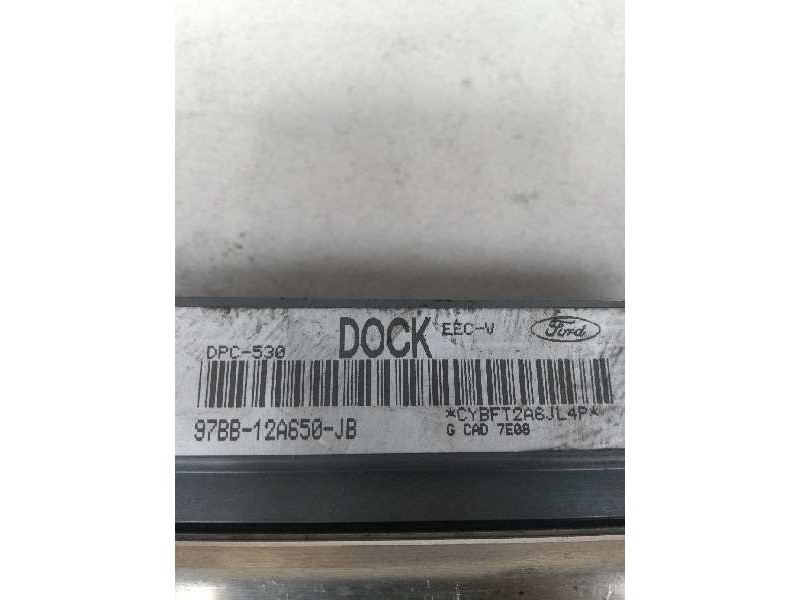 DOCK EEC-V Ford
DPC-530
*CYBFT2A6JL4P*
97BB-12A650-JB
G CAD 7E08